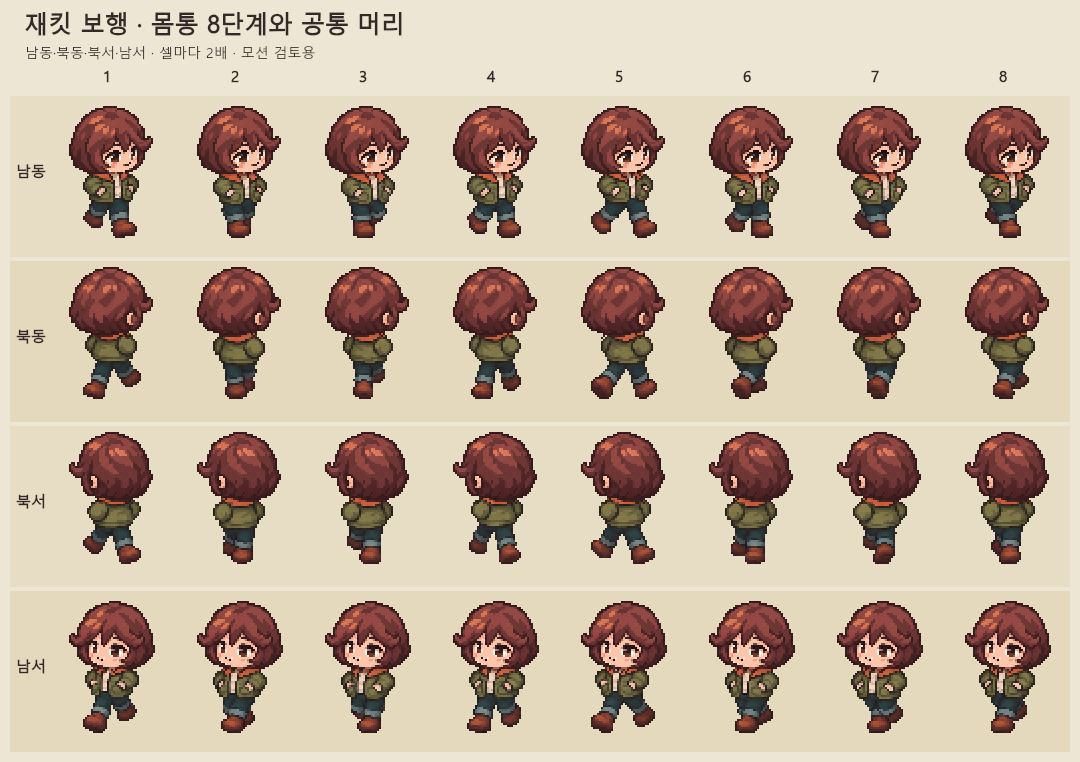 재킷 보행 · 몸통 8단계와 공통 머리
남동·북동·북서·남서 · 셀마다 2배 · 모션 검토용
1 2 3 4 5 6 7 8
남동
북동
북서
남서